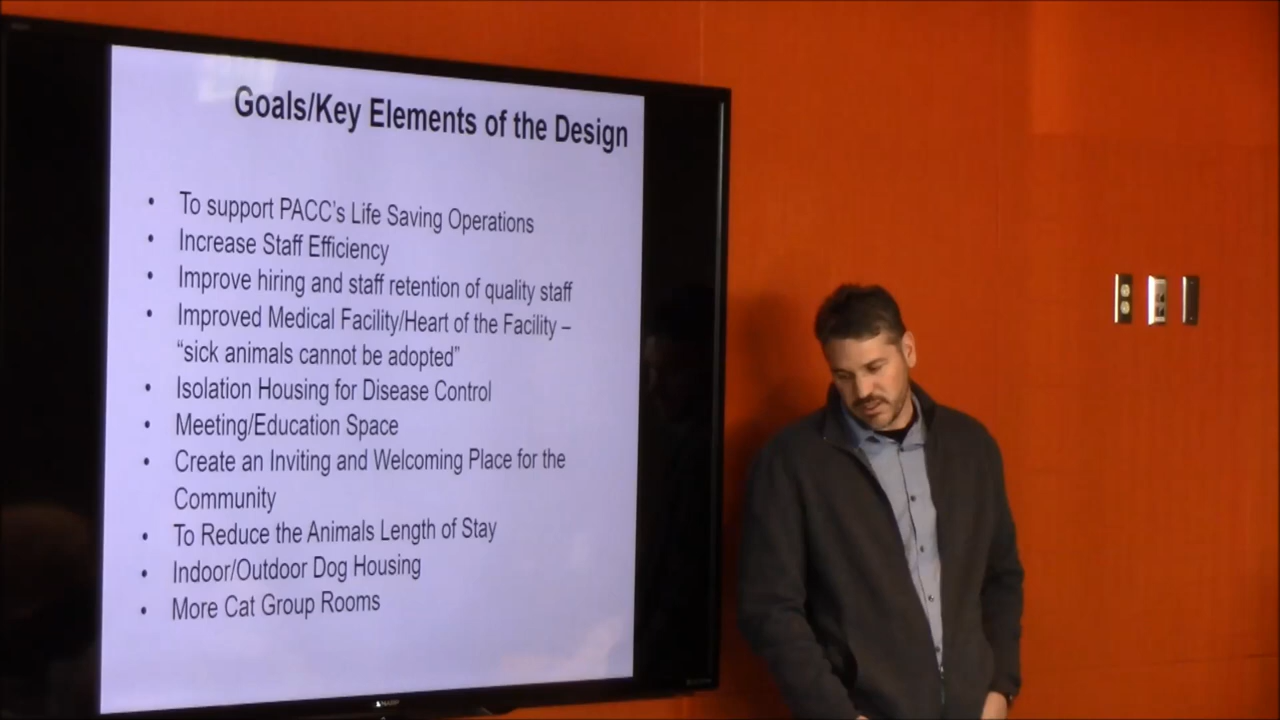 Goals/Key Elements of the Design
• To support PACC's Life Saving Operations
• Increase Staff Efficiency
• Improve hiring and staff retention of quality staff
• Improved Medical Facility/Heart of the Facility –
“sick animals cannot be adopted”
• Isolation Housing for Disease Control
• Meeting/Education Space
• Create an Inviting and Welcoming Place for the
Community
• To Reduce the Animals Length of Stay
• Indoor/Outdoor Dog Housing
• More Cat Group Rooms
SHARP